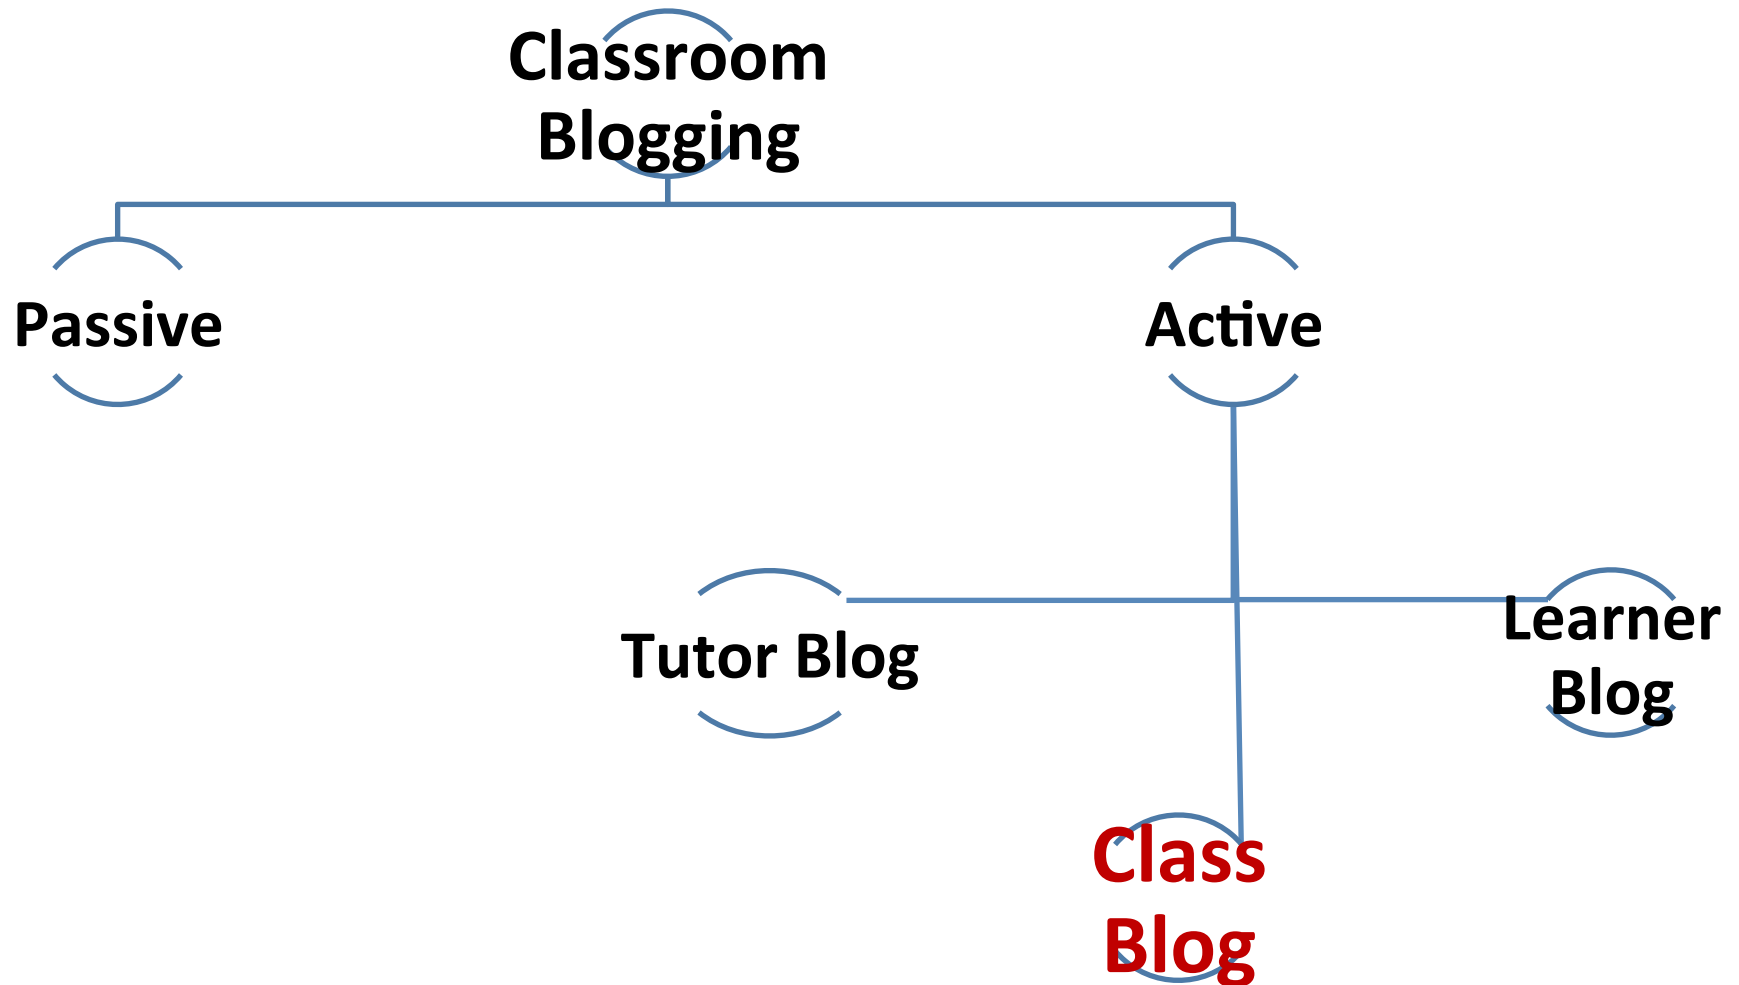 Classroom
Blogging
Passive
Active
Tutor Blog
Learner
Blog
Class
Blog